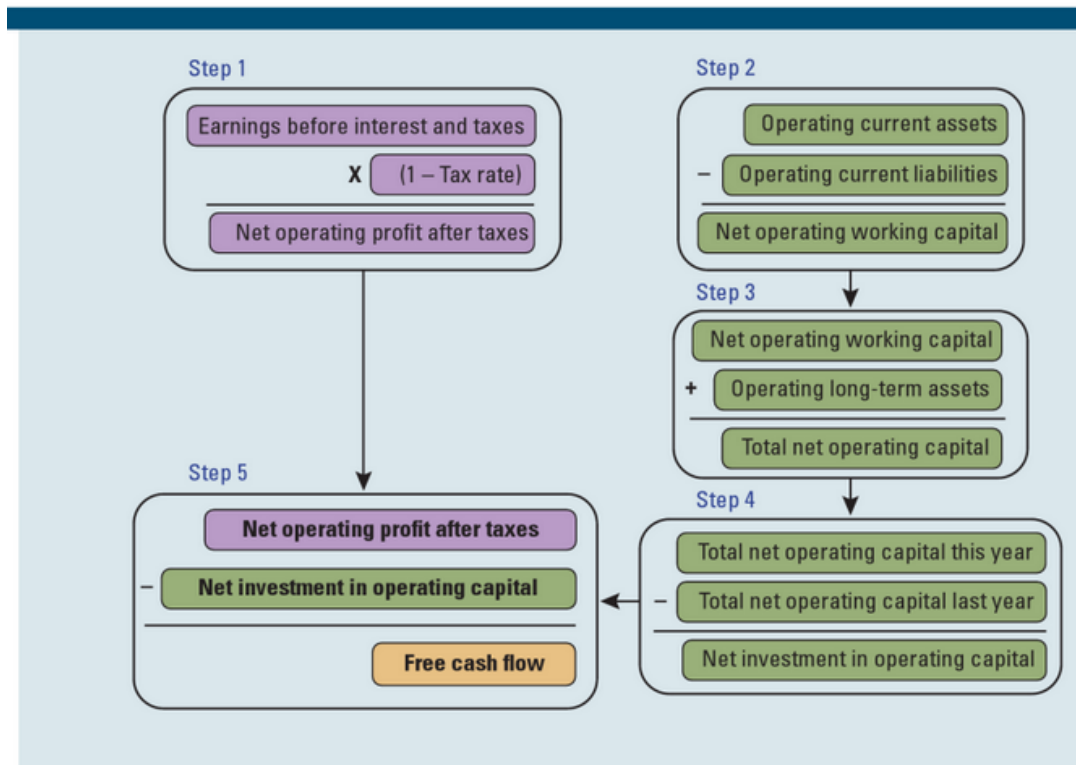 Step 1
Earnings before interest and taxes
X (1 – Tax rate)
Net operating profit after taxes
Step 2
Operating current assets
– Operating current liabilities
Net operating working capital
Step 3
Net operating working capital
+ Operating long-term assets
Total net operating capital
Step 4
Total net operating capital this year
– Total net operating capital last year
Net investment in operating capital
Step 5
Net operating profit after taxes
– Net investment in operating capital
Free cash flow